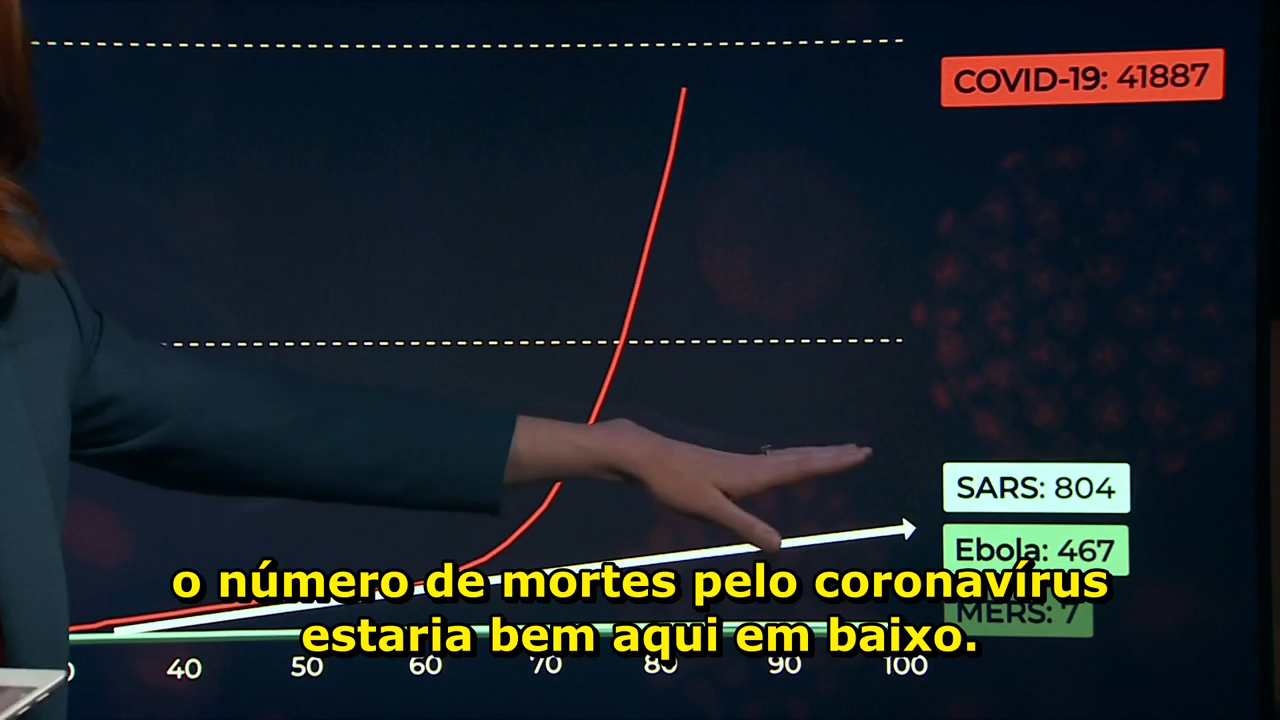 COVID-19: 41887
SARS: 804
Ebola: 467
MERS: 7
40 50 60 70 80 90 100
o número de mortes pelo coronavírus
estaria bem aqui em baixo.